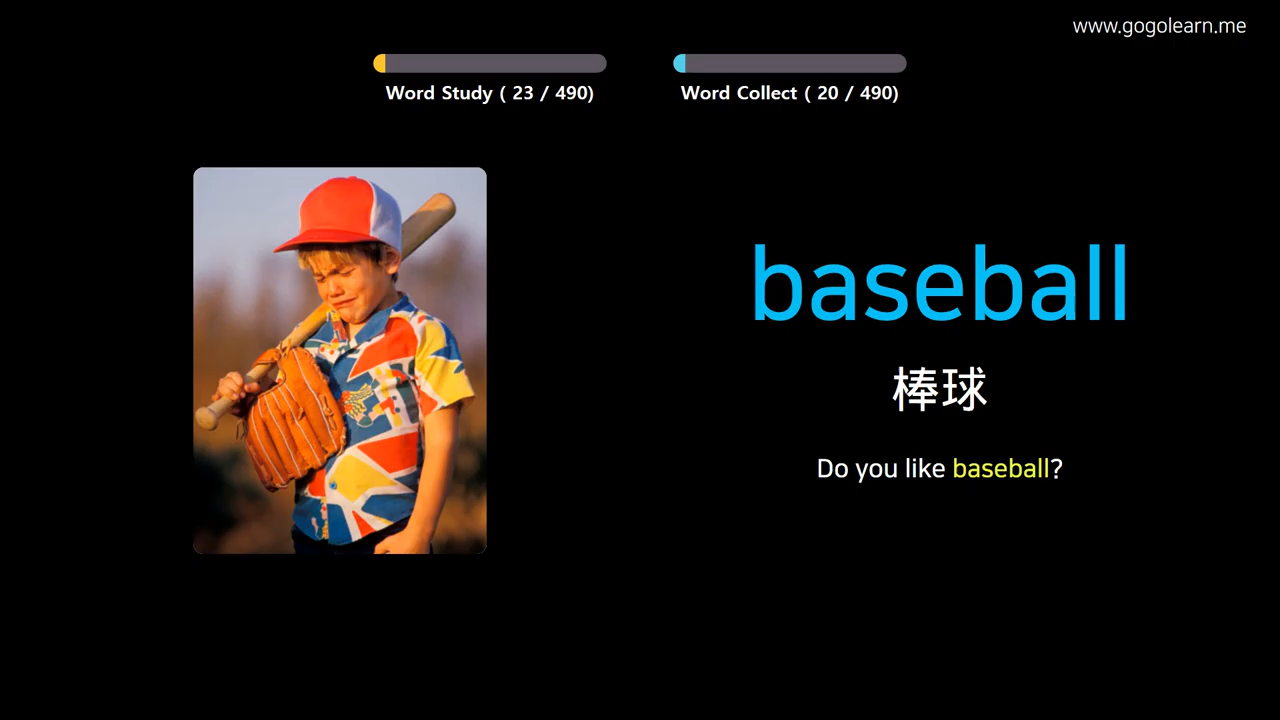 www.gogolearn.me
Word Study ( 23 / 490)
Word Collect ( 20 / 490)
baseball
棒球
Do you like baseball?